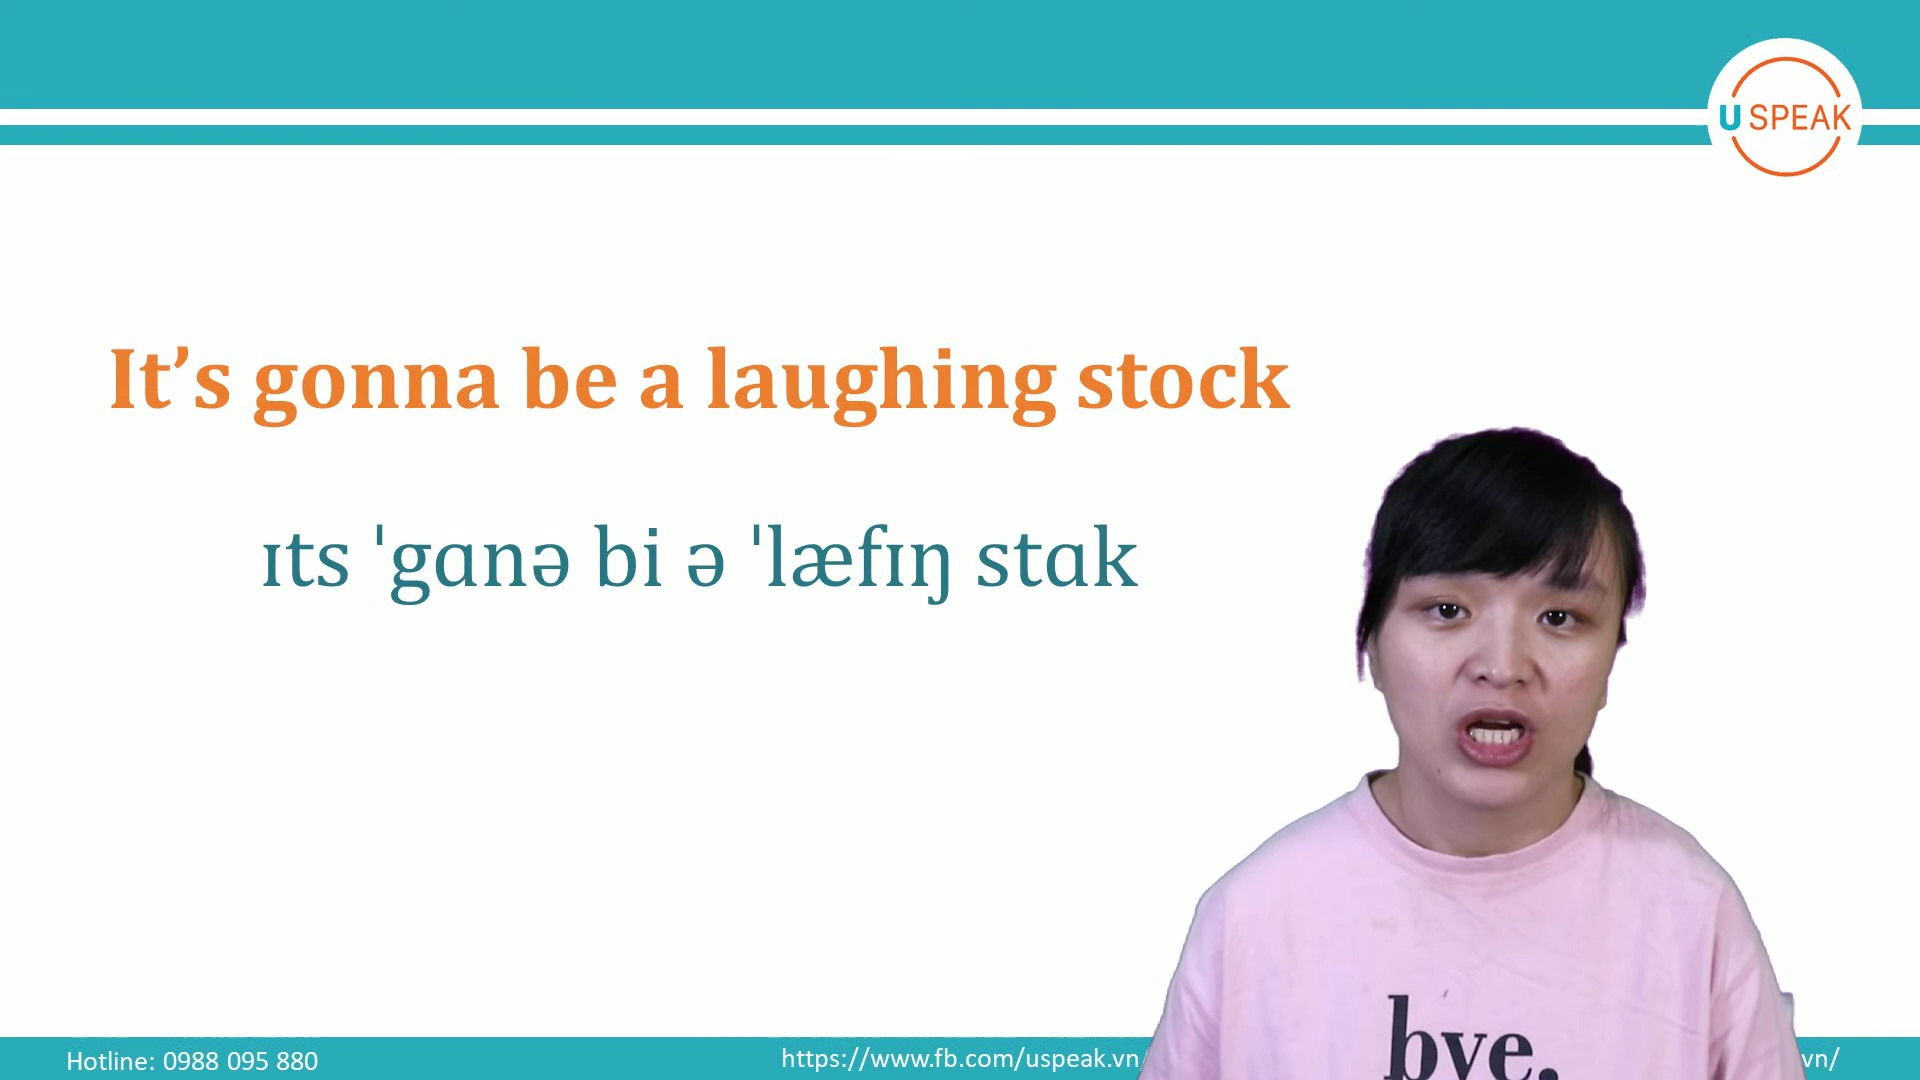 U SPEAK
It’s gonna be a laughing stock
ɪts ˈgɑnə bi ə ˈlæfɪŋ stɑk
bye.
Hotline: 0988 095 880
https://www.fb.com/uspeak.vn/
vn/